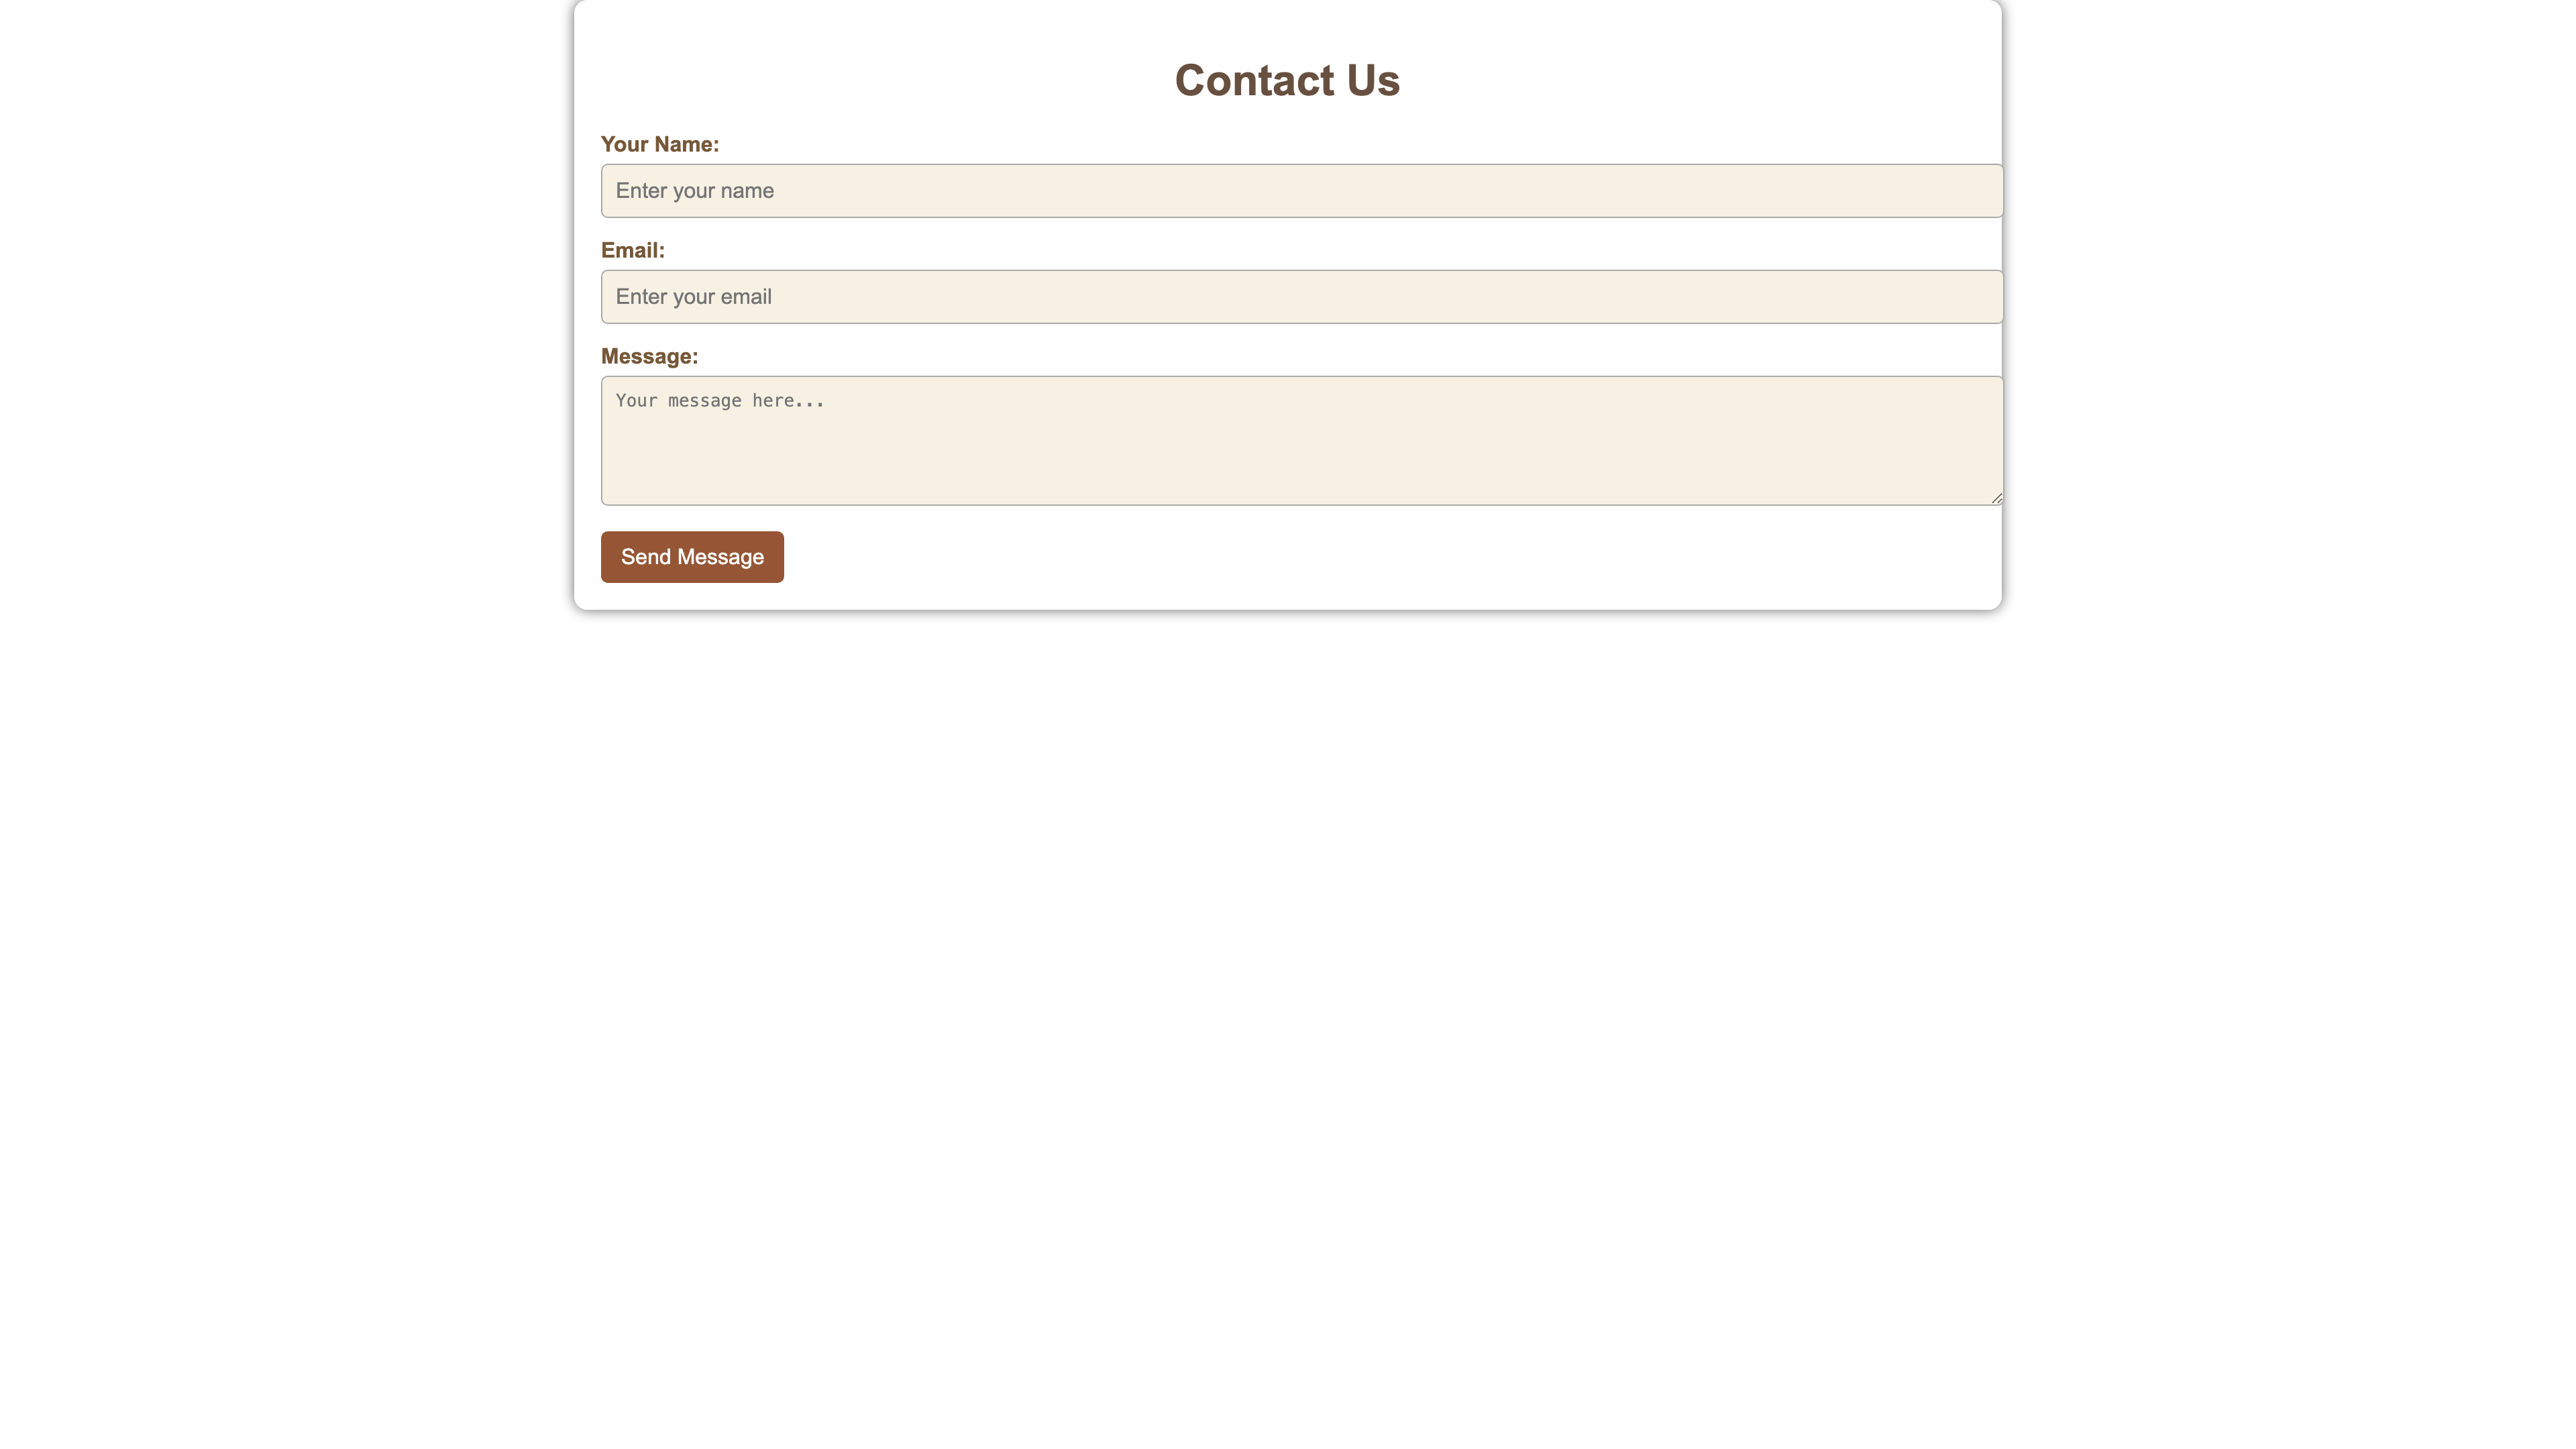 Contact Us
Your Name:
Enter your name
Email:
Enter your email
Message:
Your message here...
Send Message